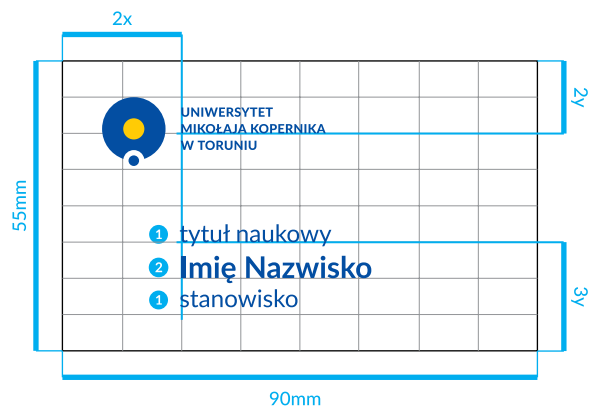 2x
UNIWERSYTET
MIKOŁAJA KOPERNIKA
W TORUNIU
2y
55mm
1 tytuł naukowy
2 Imię Nazwisko
1 stanowisko
3y
90mm